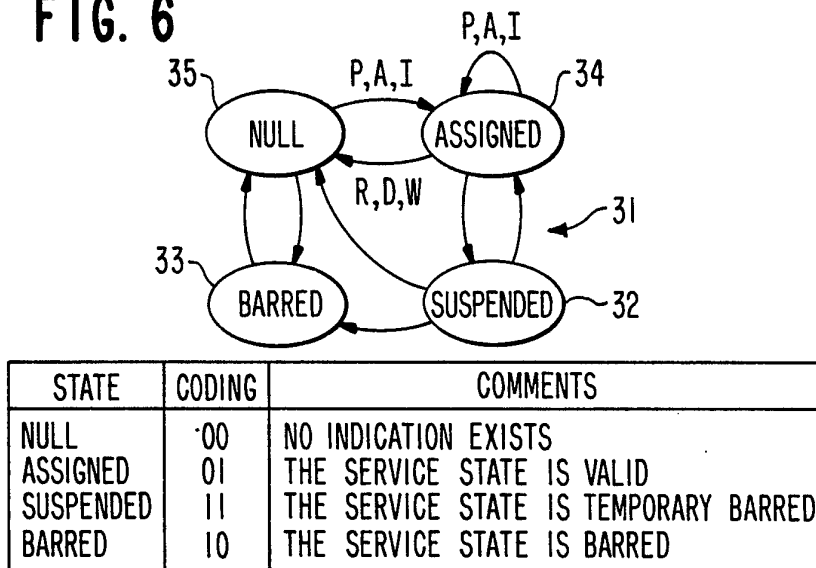 FIG. 6
P,A,I
35
P,A,I
34
NULL
ASSIGNED
R,D,W
31
33
BARRED
SUSPENDED
32
STATE CODING COMMENTS
NULL 00 NO INDICATION EXISTS
ASSIGNED 01 THE SERVICE STATE IS VALID
SUSPENDED 11 THE SERVICE STATE IS TEMPORARY BARRED
BARRED 10 THE SERVICE STATE IS BARRED